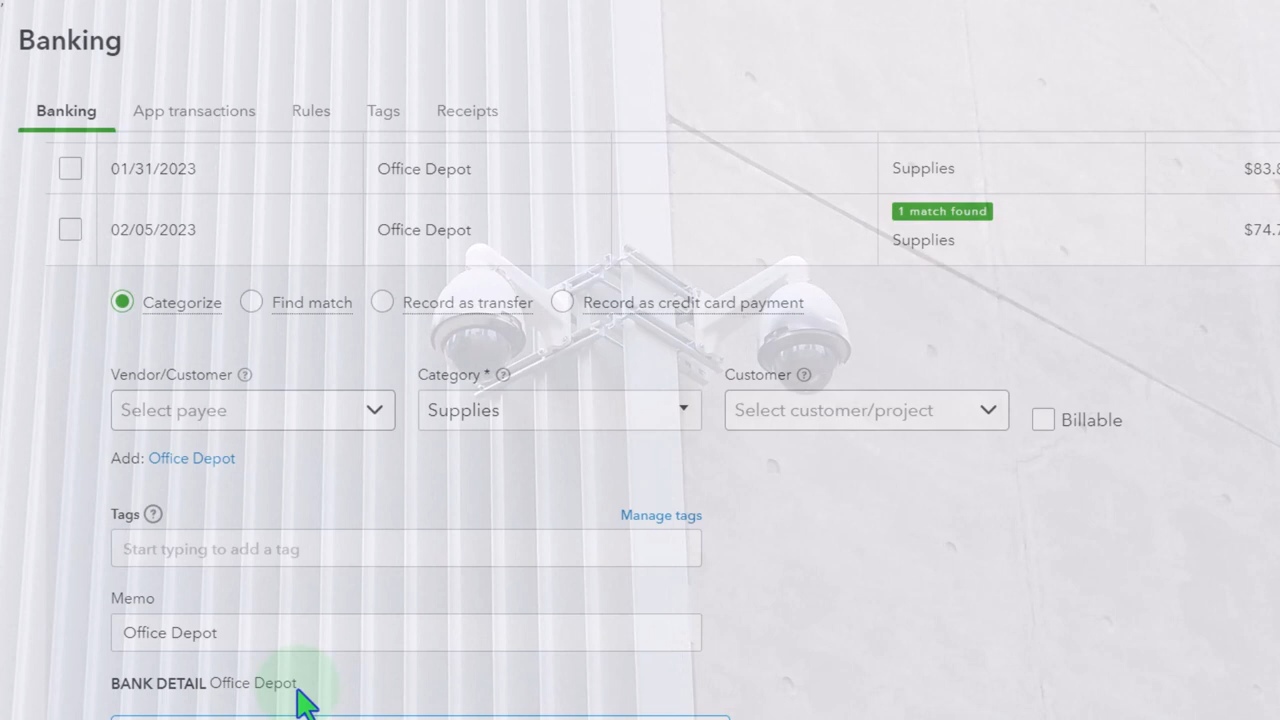 Banking
Banking App transactions Rules Tags Receipts
01/31/2023 Office Depot Supplies $83.8
1 match found
02/05/2023 Office Depot Supplies $74.7
Categorize Find match Record as transfer Record as credit card payment
Vendor/Customer ? Category * ? Customer ?
Select payee Supplies Select customer/project Billable
Add: Office Depot
Tags ? Manage tags
Start typing to add a tag
Memo
Office Depot
BANK DETAIL Office Depot